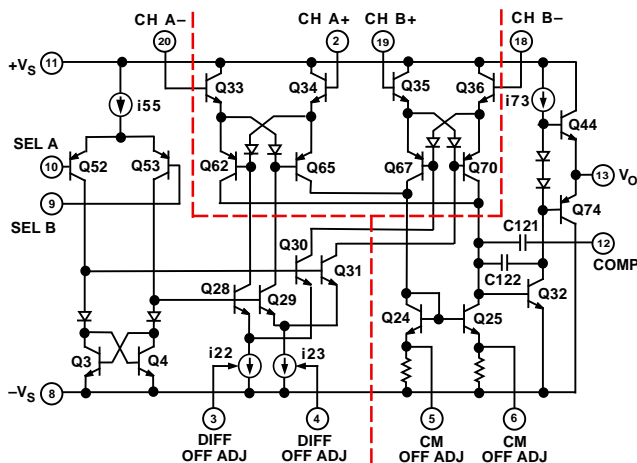 CH A– CH A+ CH B+ CH B–
20 2 19 18
+VS 11
Q33 Q34 Q35 Q36
i55 i73
Q44
SEL A
10 Q52 Q53 Q62 Q65 Q67 Q70
13 VO
9
SEL B
Q74
C121
12
COMP
Q30 Q31
C122
Q28 Q29
Q32
Q24 Q25
Q3 Q4
i22 i23
–VS 8
3 4 5 6
DIFF DIFF CM CM
OFF ADJ OFF ADJ OFF ADJ OFF ADJ